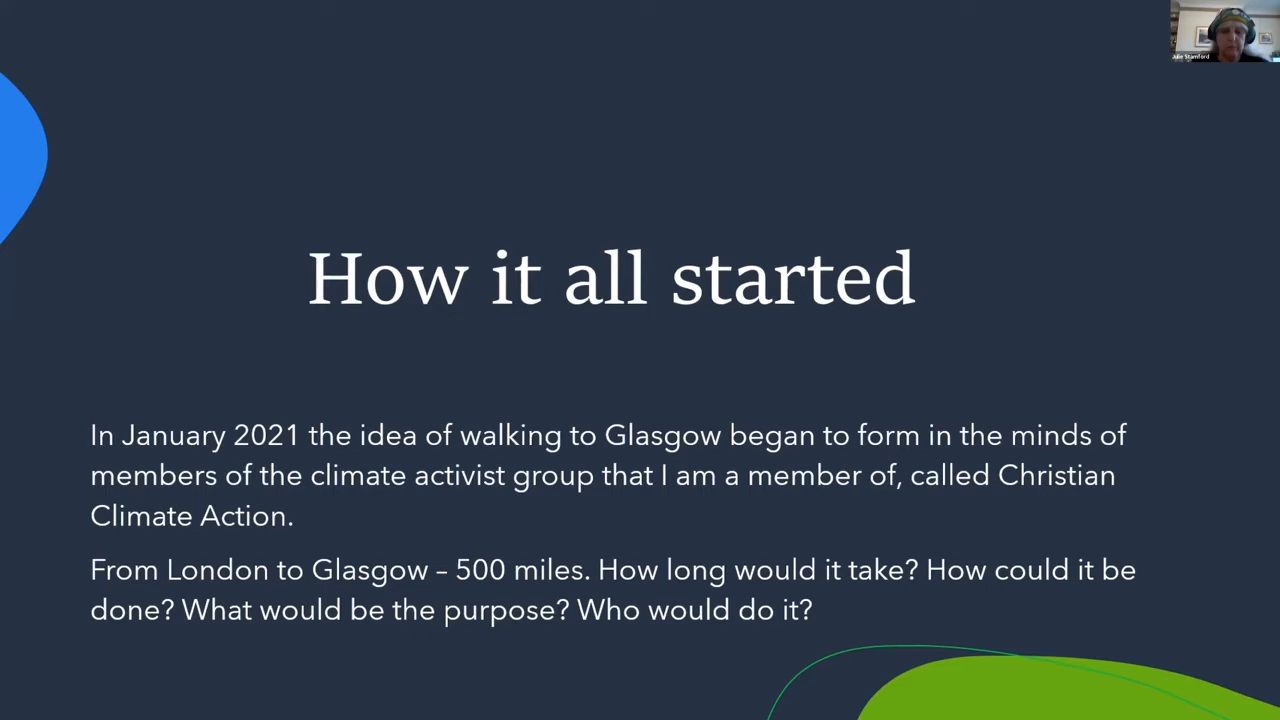 Julie Stamford
How it all started
In January 2021 the idea of walking to Glasgow began to form in the minds of
members of the climate activist group that I am a member of, called Christian
Climate Action.
From London to Glasgow – 500 miles. How long would it take? How could it be
done? What would be the purpose? Who would do it?